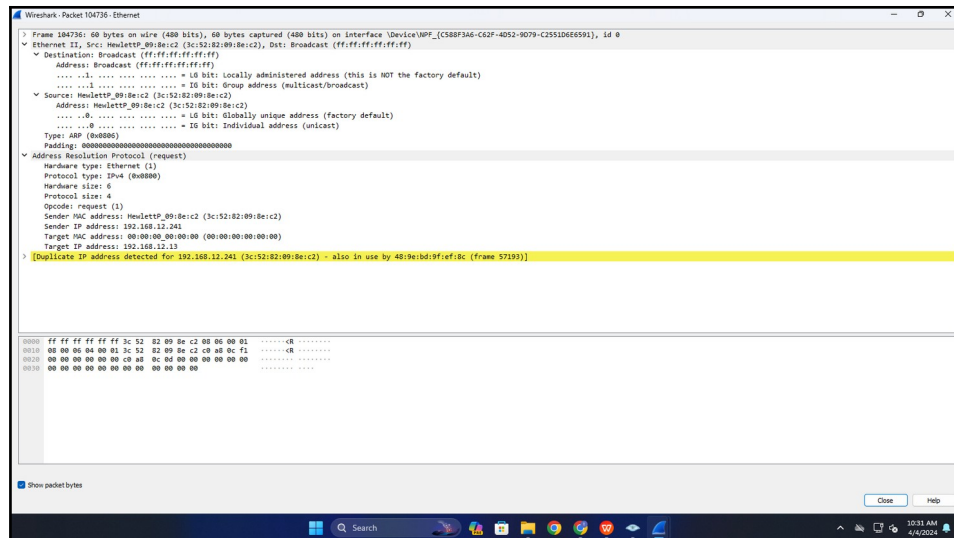 Wireshark · Packet 104736 · Ethernet
Frame 104736: 60 bytes on wire (480 bits), 60 bytes captured (480 bits) on interface \Device\NPF_{C588F3A6-C62F-4D52-9D79-C2551D6E6591}, id 0
Ethernet II, Src: HewlettP_09:8e:c2 (3c:52:82:09:8e:c2), Dst: Broadcast (ff:ff:ff:ff:ff:ff)
Destination: Broadcast (ff:ff:ff:ff:ff:ff)
Address: Broadcast (ff:ff:ff:ff:ff:ff)
.... ..1. .... .... .... .... = LG bit: Locally administered address (this is NOT the factory default)
.... ...1 .... .... .... .... = IG bit: Group address (multicast/broadcast)
Source: HewlettP_09:8e:c2 (3c:52:82:09:8e:c2)
Address: HewlettP_09:8e:c2 (3c:52:82:09:8e:c2)
.... ..0. .... .... .... .... = LG bit: Globally unique address (factory default)
.... ...0 .... .... .... .... = IG bit: Individual address (unicast)
Type: ARP (0x0806)
Padding: 000000000000000000000000000000000000
Address Resolution Protocol (request)
Hardware type: Ethernet (1)
Protocol type: IPv4 (0x0800)
Hardware size: 6
Protocol size: 4
Opcode: request (1)
Sender MAC address: HewlettP_09:8e:c2 (3c:52:82:09:8e:c2)
Sender IP address: 192.168.12.241
Target MAC address: 00:00:00_00:00:00 (00:00:00:00:00:00)
Target IP address: 192.168.12.13
[Duplicate IP address detected for 192.168.12.241 (3c:52:82:09:8e:c2) - also in use by 48:9e:bd:9f:ef:8c (frame 57193)]
0000 ff ff ff ff ff ff 3c 52 82 09 8e c2 08 06 00 01 ······<R ········
0010 08 00 06 04 00 01 3c 52 82 09 8e c2 c0 a8 0c f1 ······<R ········
0020 00 00 00 00 00 00 c0 a8 0c 0d 00 00 00 00 00 00 ········ ········
0030 00 00 00 00 00 00 00 00 00 00 00 00 ········ ····
Show packet bytes
Close Help
Search
10:31 AM
4/4/2024